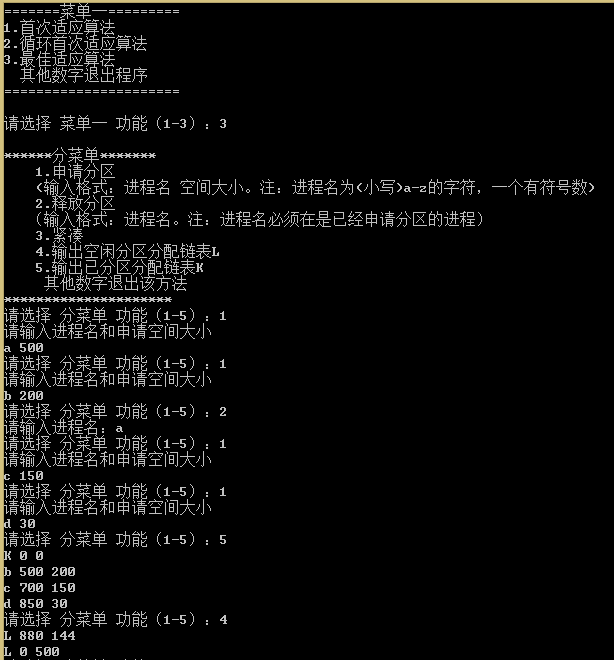 =======菜单一=========
1.首次适应算法
2.循环首次适应算法
3.最佳适应算法
  其他数字退出程序
======================
请选择 菜单一 功能（1-3）：3
******分菜单*******
    1.申请分区
    (输入格式：进程名 空间大小。注：进程名为(小写)a-z的字符，一个有符号数)
    2.释放分区
    (输入格式：进程名。注：进程名必须在是已经申请分区的进程）
    3.紧凑
    4.输出空闲分区分配链表L
    5.输出已分区分配链表K
     其他数字退出该方法
*********************
请选择 分菜单 功能（1-5）：1
请输入进程名和申请空间大小
a 500
请选择 分菜单 功能（1-5）：1
请输入进程名和申请空间大小
b 200
请选择 分菜单 功能（1-5）：2
请输入进程名：a
请选择 分菜单 功能（1-5）：1
请输入进程名和申请空间大小
c 150
请选择 分菜单 功能（1-5）：1
请输入进程名和申请空间大小
d 30
请选择 分菜单 功能（1-5）：5
K 0 0
b 500 200
c 700 150
d 850 30
请选择 分菜单 功能（1-5）：4
L 880 144
L 0 500